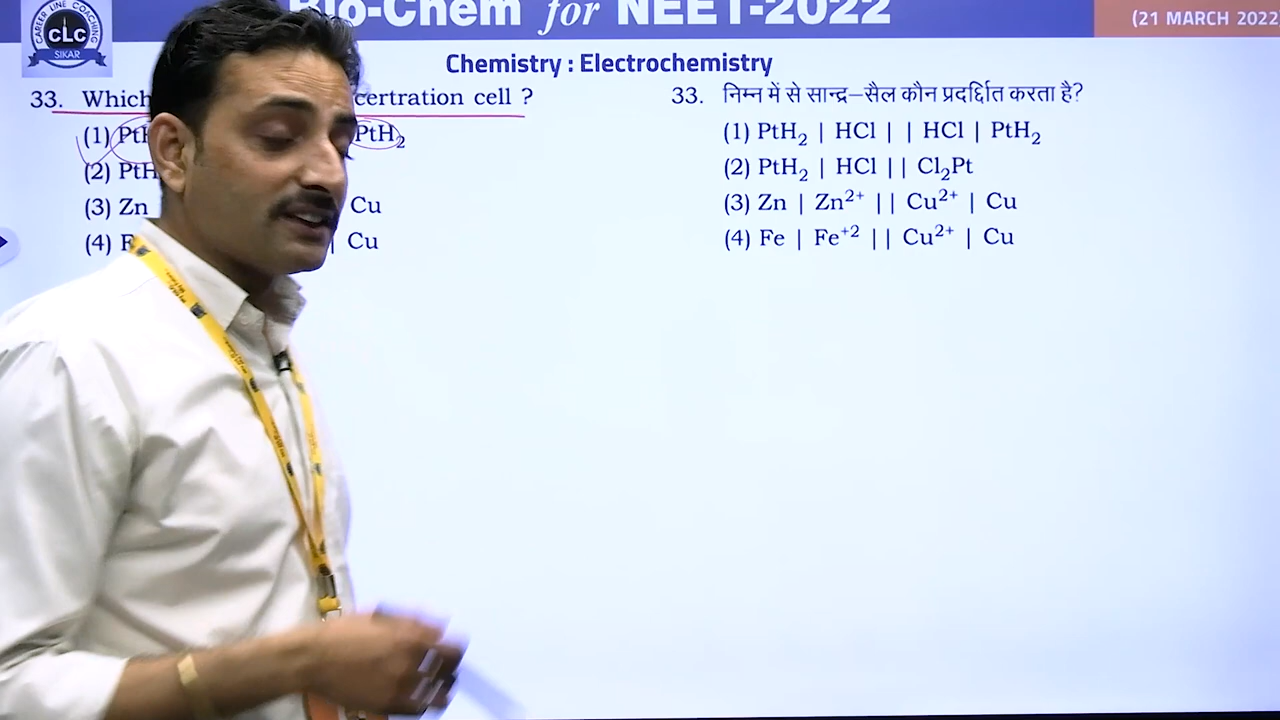 Bio-Chem for NEET-2022
(21 MARCH 2022
CAREER LINE COACHING
CLC
SIKAR
Chemistry : Electrochemistry
33. Which certration cell ?
(1) PtH PtH₂
(2) PtH
(3) Zn Cu
(4) F | Cu
33. निम्न में से सान्द्र–सैल कौन प्रदर्शित करता है?
(1) PtH₂ | HCl | | HCl | PtH₂
(2) PtH₂ | HCl | | Cl₂Pt
(3) Zn | Zn²⁺ | | Cu²⁺ | Cu
(4) Fe | Fe⁺² | | Cu²⁺ | Cu